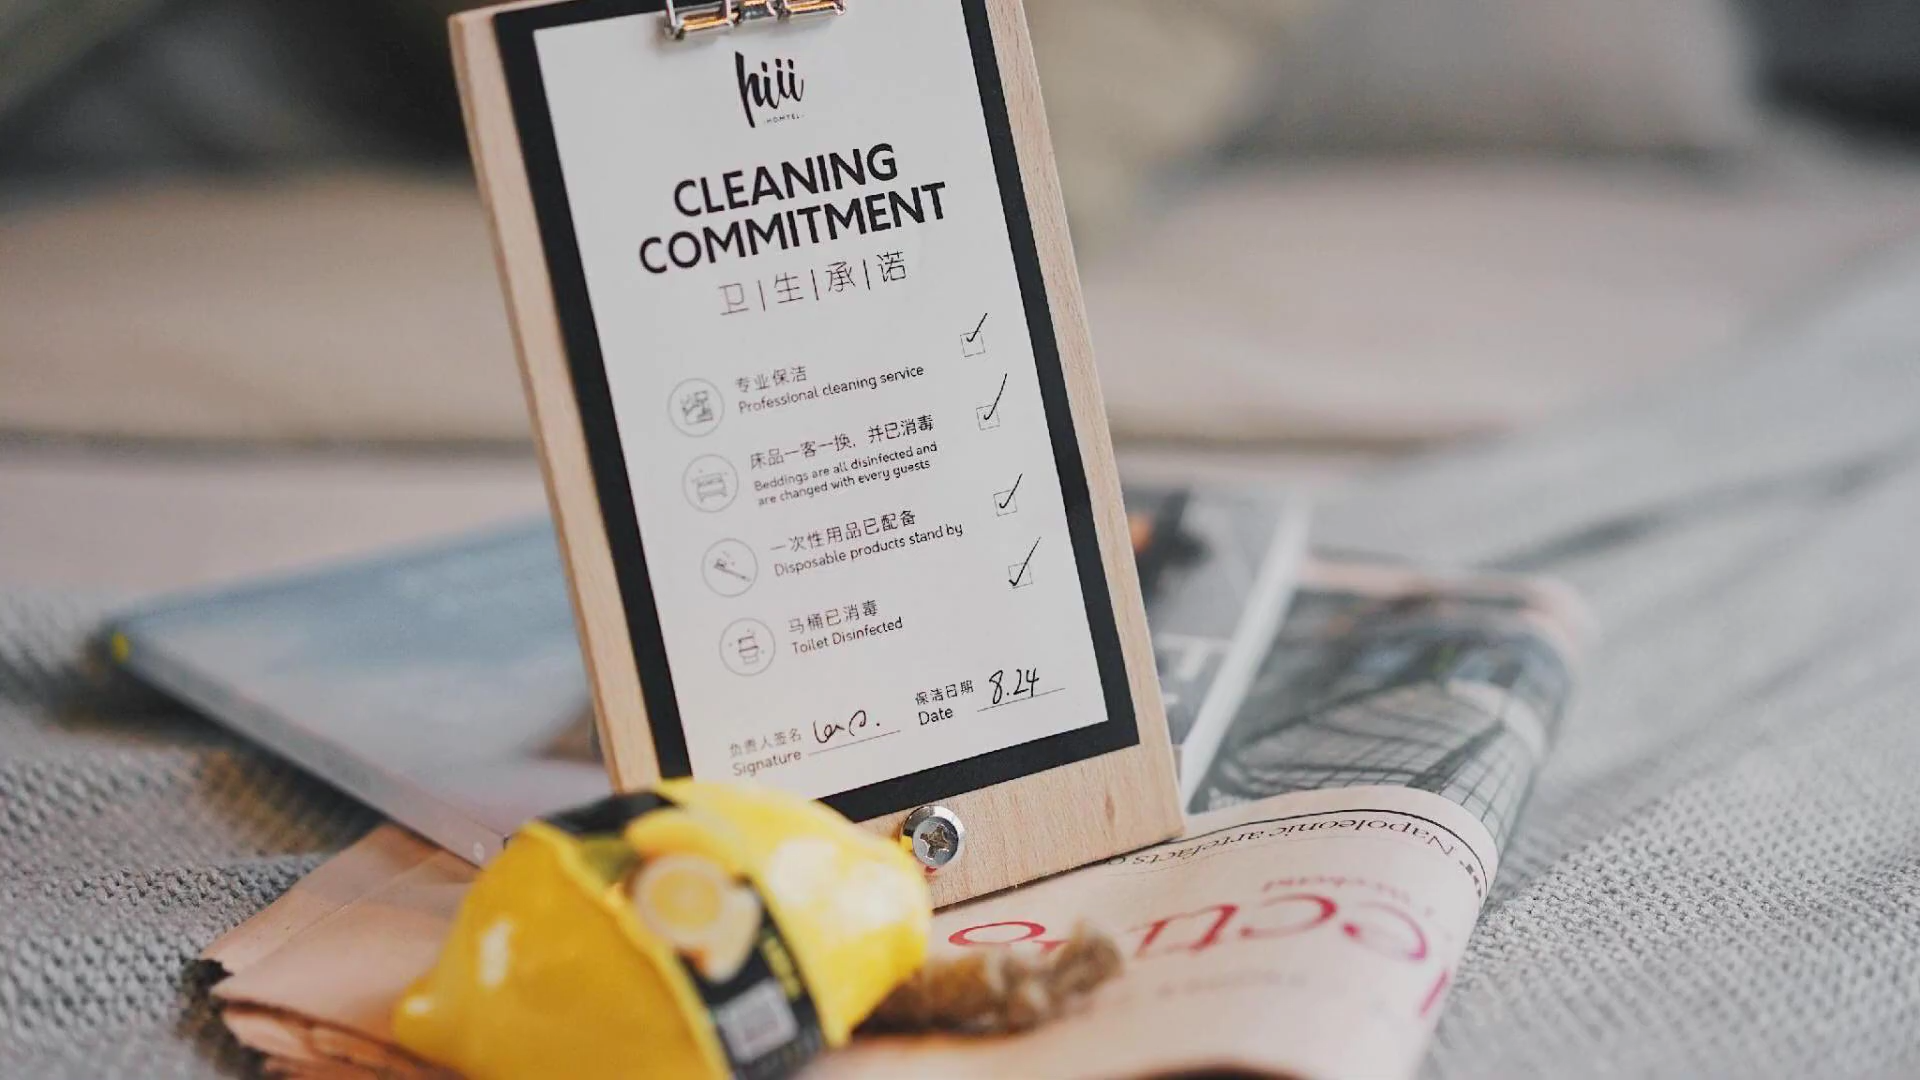 hiii
·HOMTEL·
CLEANING
COMMITMENT
卫|生|承|诺
专业保洁
Professional cleaning service
床品一客一换，并已消毒
Beddings are all disinfected and
are changed with every guests
一次性用品已配备
Disposable products stand by
马桶已消毒
Toilet Disinfected
保洁日期 8.24
Date
负责人签名
Signature
Napoleonic artefacts